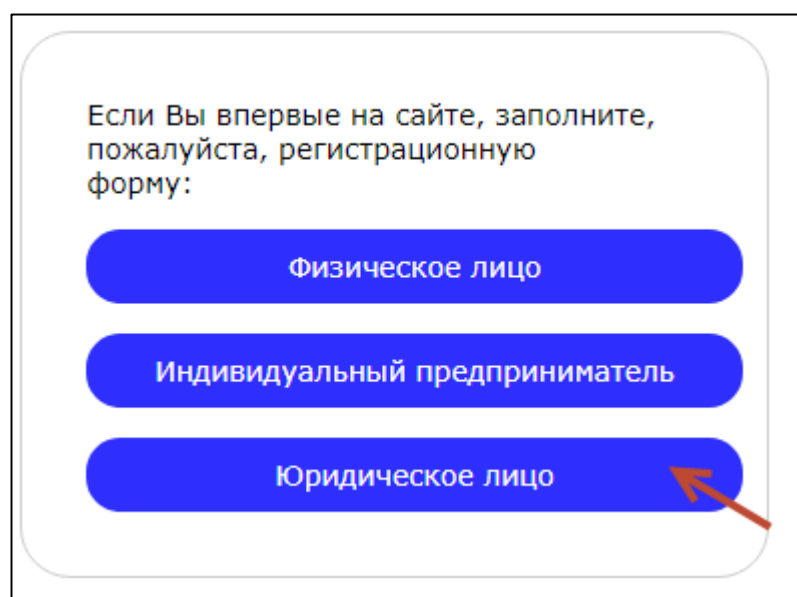 Если Вы впервые на сайте, заполните,
пожалуйста, регистрационную
форму:
Физическое лицо
Индивидуальный предприниматель
Юридическое лицо